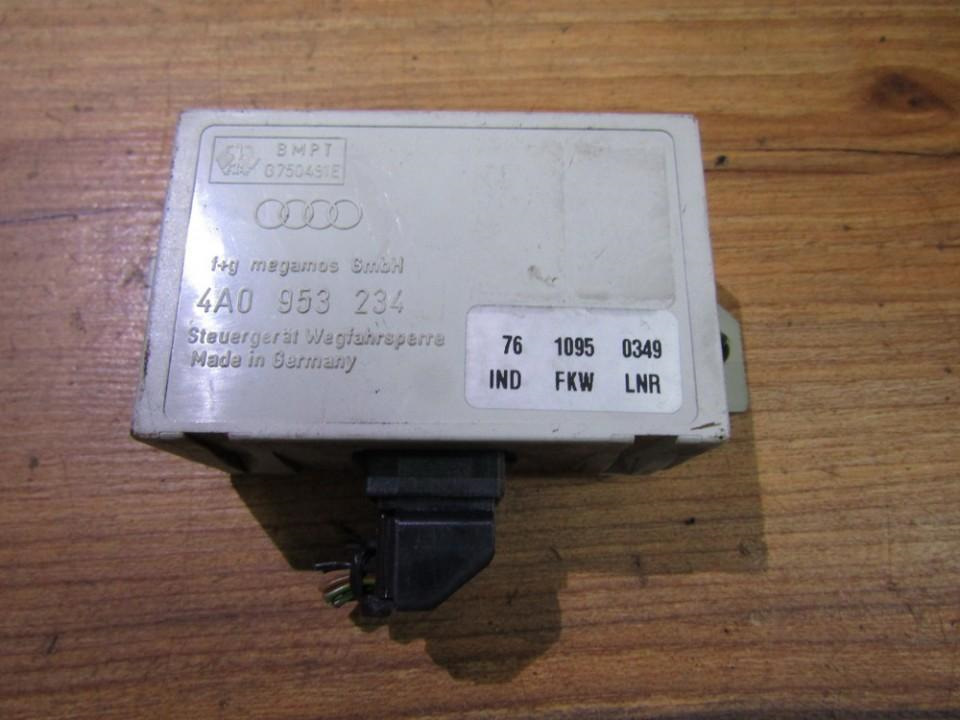 BMPT
G750491E
f+g megamos GmbH
4A0 953 234
Steuergerät Wegfahrsperre
Made in Germany
76 1095 0349
IND FKW LNR